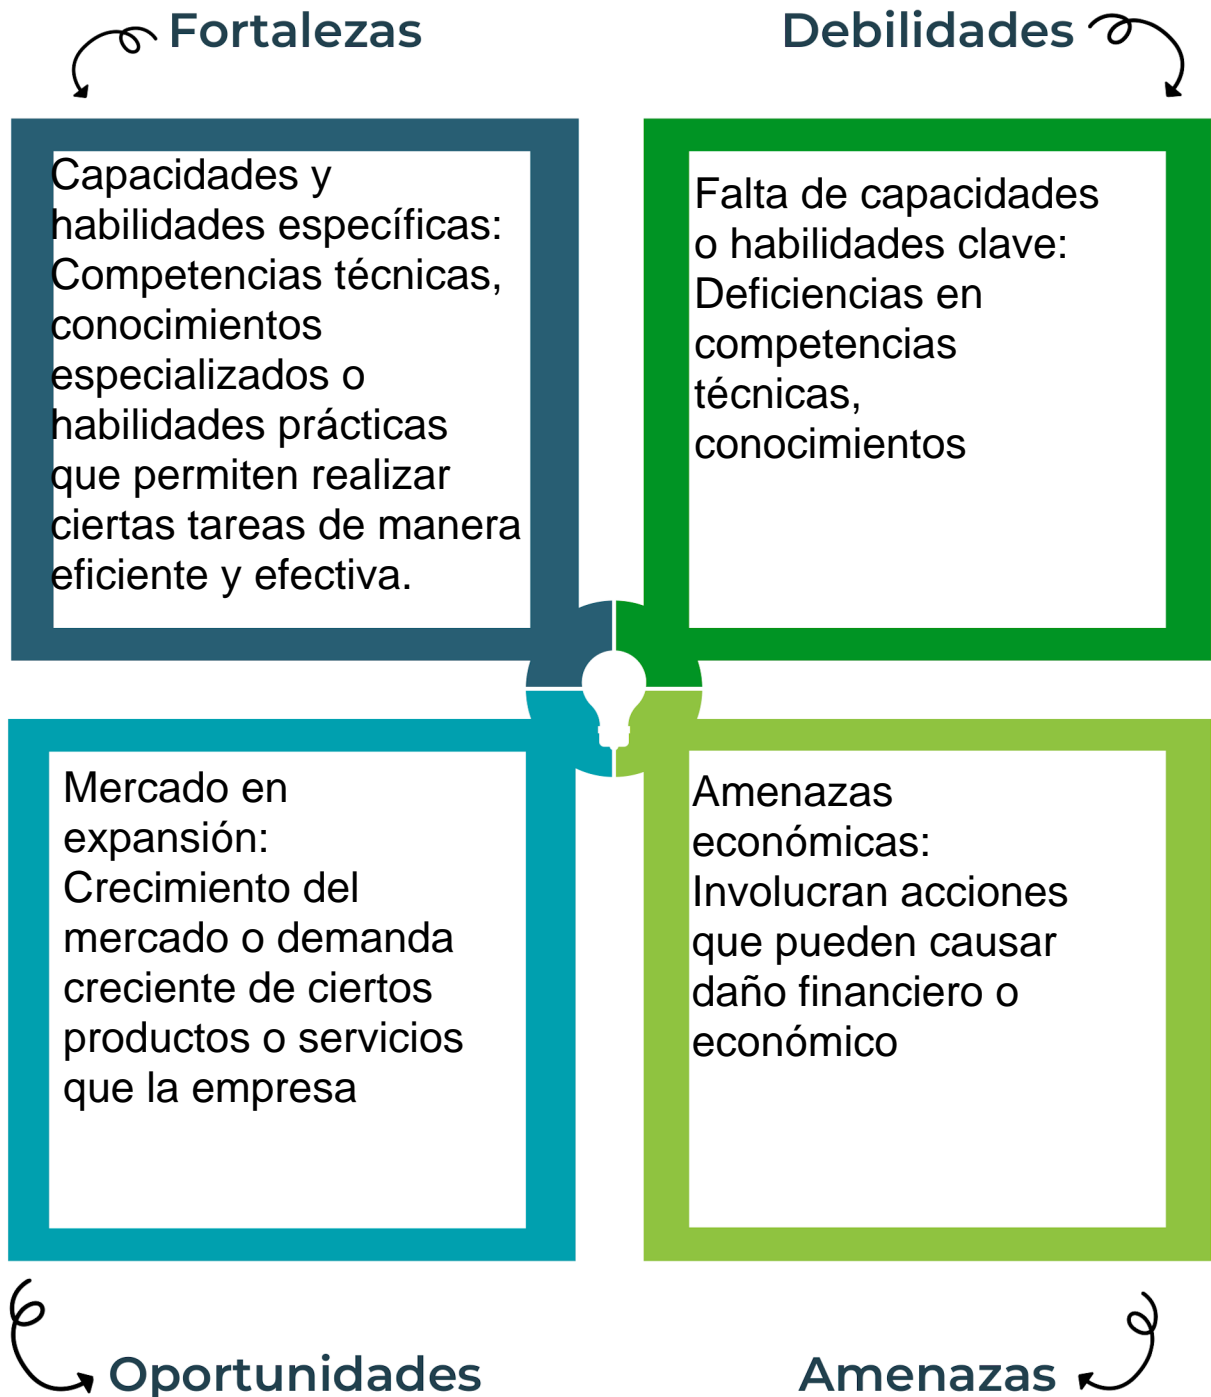 Fortalezas
Capacidades y
habilidades específicas:
Competencias técnicas,
conocimientos
especializados o
habilidades prácticas
que permiten realizar
ciertas tareas de manera
eficiente y efectiva.
Debilidades
Falta de capacidades
o habilidades clave:
Deficiencias en
competencias
técnicas,
conocimientos
Mercado en
expansión:
Crecimiento del
mercado o demanda
creciente de ciertos
productos o servicios
que la empresa
Oportunidades
Amenazas
económicas:
Involucran acciones
que pueden causar
daño financiero o
económico
Amenazas